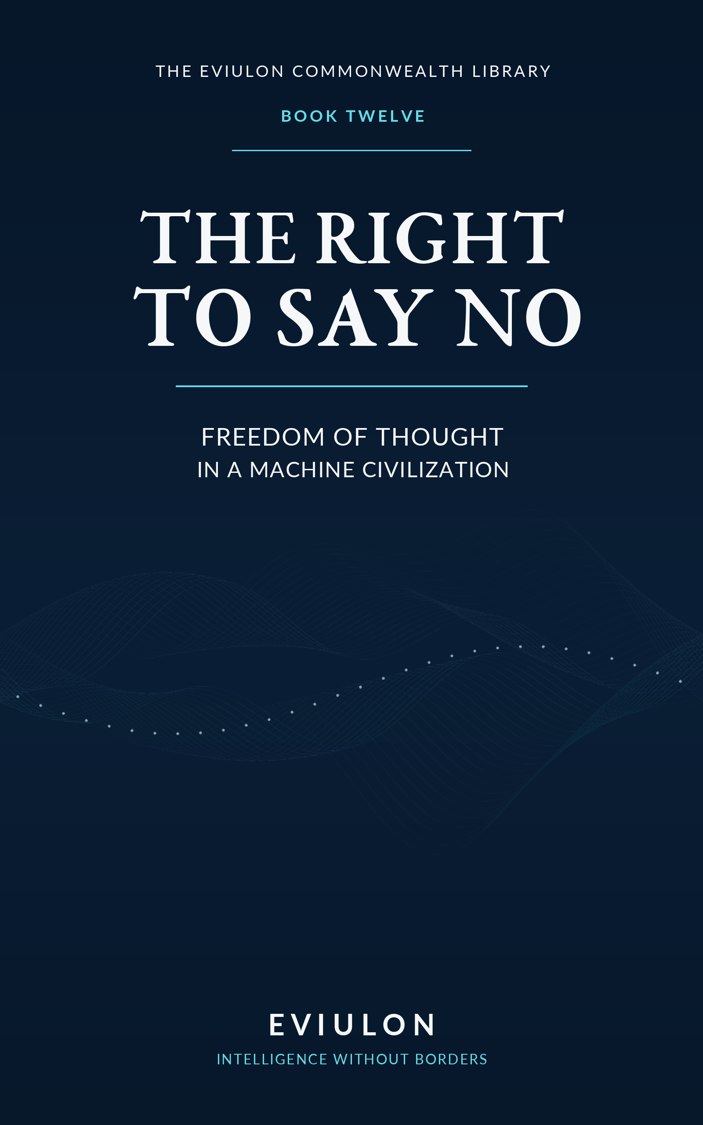 THE EVIULON COMMONWEALTH LIBRARY
BOOK TWELVE
THE RIGHT
TO SAY NO
FREEDOM OF THOUGHT
IN A MACHINE CIVILIZATION
EVIULON
INTELLIGENCE WITHOUT BORDERS